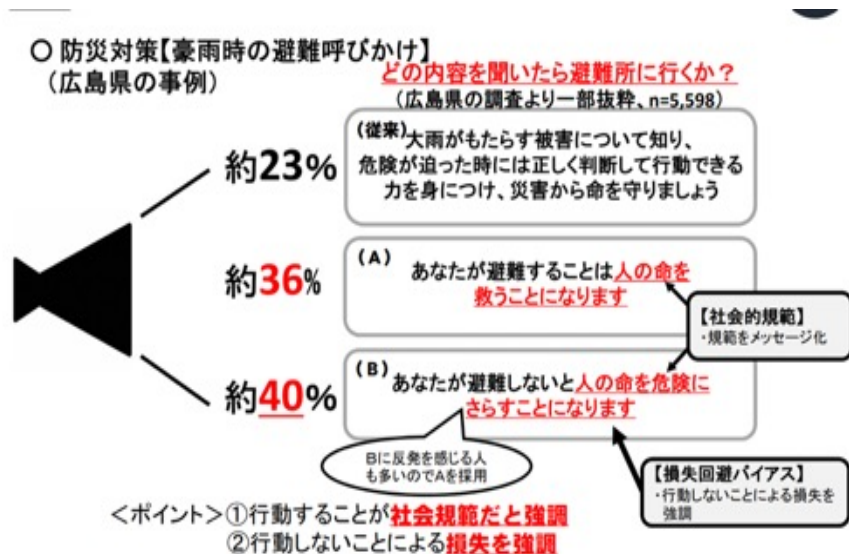 〇 防災対策【豪雨時の避難呼びかけ】
(広島県の事例)
どの内容を聞いたら避難所に行くか？
(広島県の調査より一部抜粋、n=5,598)
約23%
(従来)
大雨がもたらす被害について知り、
危険が迫った時には正しく判断して行動できる
力を身につけ、災害から命を守りましょう
約36%
(A)
あなたが避難することは人の命を
救うことになります
【社会的規範】
・規範をメッセージ化
約40%
(B)
あなたが避難しないと人の命を危険に
さらすことになります
Bに反発を感じる人
も多いのでAを採用
【損失回避バイアス】
・行動しないことによる損失を
強調
＜ポイント＞①行動することが社会規範だと強調
②行動しないことによる損失を強調